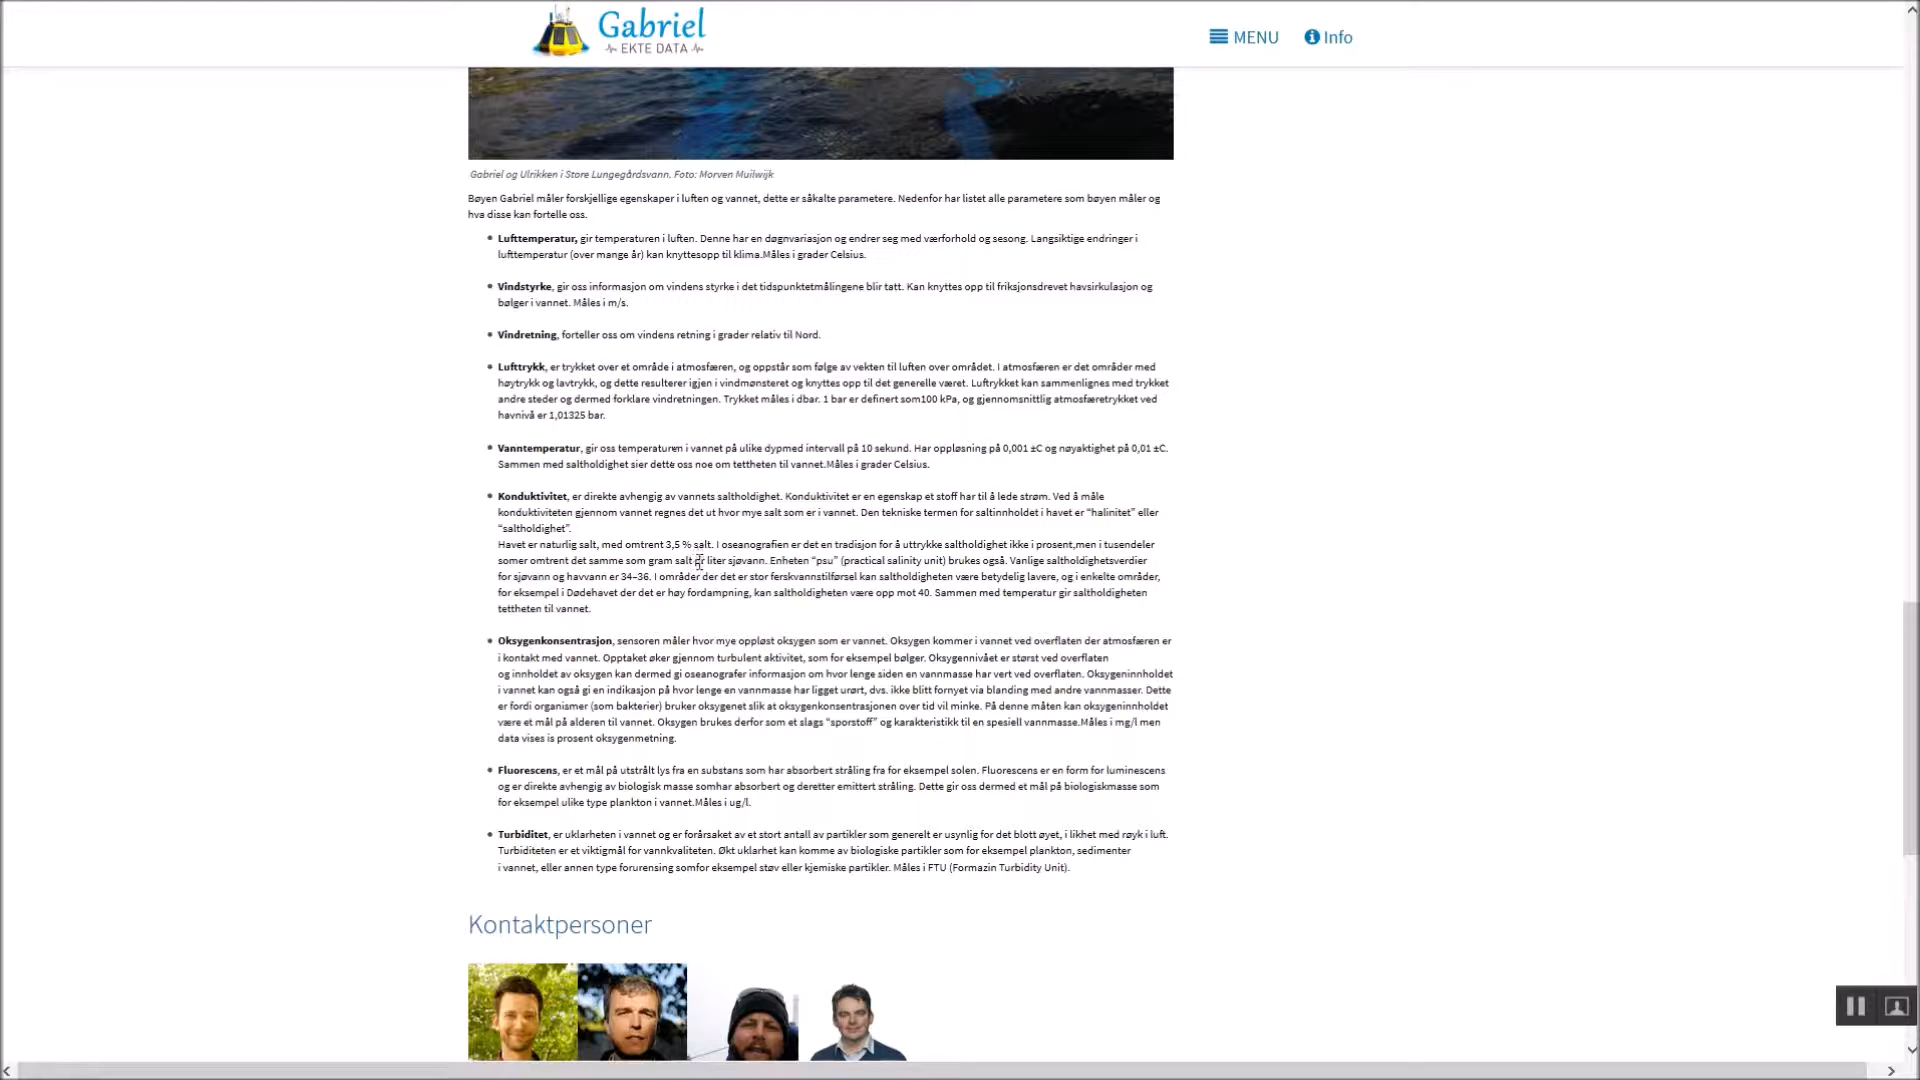 Gabriel
EKTE DATA
MENU
Info
Gabriel og Ulrikken i Store Lungegårdsvann. Foto: Morven Muilwijk
Bøyen Gabriel måler forskjellige egenskaper i luften og vannet, dette er såkalte parametere. Nedenfor har listet alle parametere som bøyen måler og
hva disse kan fortelle oss.
Lufttemperatur, gir temperaturen i luften. Denne har en døgnvariasjon og endrer seg med værforhold og sesong. Langsiktige endringer i
lufttemperatur (over mange år) kan knyttesopp til klima.Måles i grader Celsius.
Vindstyrke, gir oss informasjon om vindens styrke i det tidspunktetmålingene blir tatt. Kan knyttes opp til friksjonsdrevet havsirkulasjon og
bølger i vannet. Måles i m/s.
Vindretning, forteller oss om vindens retning i grader relativ til Nord.
Lufttrykk, er trykket over et område i atmosfæren, og oppstår som følge av vekten til luften over området. I atmosfæren er det områder med
høytrykk og lavtrykk, og dette resulterer igjen i vindmønsteret og knyttes opp til det generelle været. Luftrykket kan sammenlignes med trykket
andre steder og dermed forklare vindretningen. Trykket måles i dbar. 1 bar er definert som100 kPa, og gjennomsnittlig atmosfæretrykket ved
havnivå er 1,01325 bar.
Vanntemperatur, gir oss temperaturen i vannet på ulike dypmed intervall på 10 sekund. Har oppløsning på 0,001 ±C og nøyaktighet på 0,01 ±C.
Sammen med saltholdighet sier dette oss noe om tettheten til vannet.Måles i grader Celsius.
Konduktivitet, er direkte avhengig av vannets saltholdighet. Konduktivitet er en egenskap et stoff har til å lede strøm. Ved å måle
konduktiviteten gjennom vannet regnes det ut hvor mye salt som er i vannet. Den tekniske termen for saltinnholdet i havet er “halinitet” eller
“saltholdighet”.
Havet er naturlig salt, med omtrent 3,5 % salt. I oseanografien er det en tradisjon for å uttrykke saltholdighet ikke i prosent,men i tusendeler
somer omtrent det samme som gram salt pr liter sjøvann. Enheten “psu” (practical salinity unit) brukes også. Vanlige saltholdighetsverdier
for sjøvann og havvann er 34–36. I områder der det er stor ferskvannstilførsel kan saltholdigheten være betydelig lavere, og i enkelte områder,
for eksempel i Dødehavet der det er høy fordampning, kan saltholdigheten være opp mot 40. Sammen med temperatur gir saltholdigheten
tettheten til vannet.
Oksygenkonsentrasjon, sensoren måler hvor mye oppløst oksygen som er vannet. Oksygen kommer i vannet ved overflaten der atmosfæren er
i kontakt med vannet. Opptaket øker gjennom turbulent aktivitet, som for eksempel bølger. Oksygennivået er størst ved overflaten
og innholdet av oksygen kan dermed gi oseanografer informasjon om hvor lenge siden en vannmasse har vert ved overflaten. Oksygeninnholdet
i vannet kan også gi en indikasjon på hvor lenge en vannmasse har ligget urørt, dvs. ikke blitt fornyet via blanding med andre vannmasser. Dette
er fordi organismer (som bakterier) bruker oksygenet slik at oksygenkonsentrasjonen over tid vil minke. På denne måten kan oksygeninnholdet
være et mål på alderen til vannet. Oksygen brukes derfor som et slags “sporstoff” og karakteristikk til en spesiell vannmasse.Måles i mg/l men
data vises is prosent oksygenmetning.
Fluorescens, er et mål på utstrålt lys fra en substans som har absorbert stråling fra for eksempel solen. Fluorescens er en form for luminescens
og er direkte avhengig av biologisk masse somhar absorbert og deretter emittert stråling. Dette gir oss dermed et mål på biologiskmasse som
for eksempel ulike type plankton i vannet.Måles i ug/l.
Turbiditet, er uklarheten i vannet og er forårsaket av et stort antall av partikler som generelt er usynlig for det blott øyet, i likhet med røyk i luft.
Turbiditeten er et viktigmål for vannkvaliteten. Økt uklarhet kan komme av biologiske partikler som for eksempel plankton, sedimenter
i vannet, eller annen type forurensing somfor eksempel støv eller kjemiske partikler. Måles i FTU (Formazin Turbidity Unit).
Kontaktpersoner